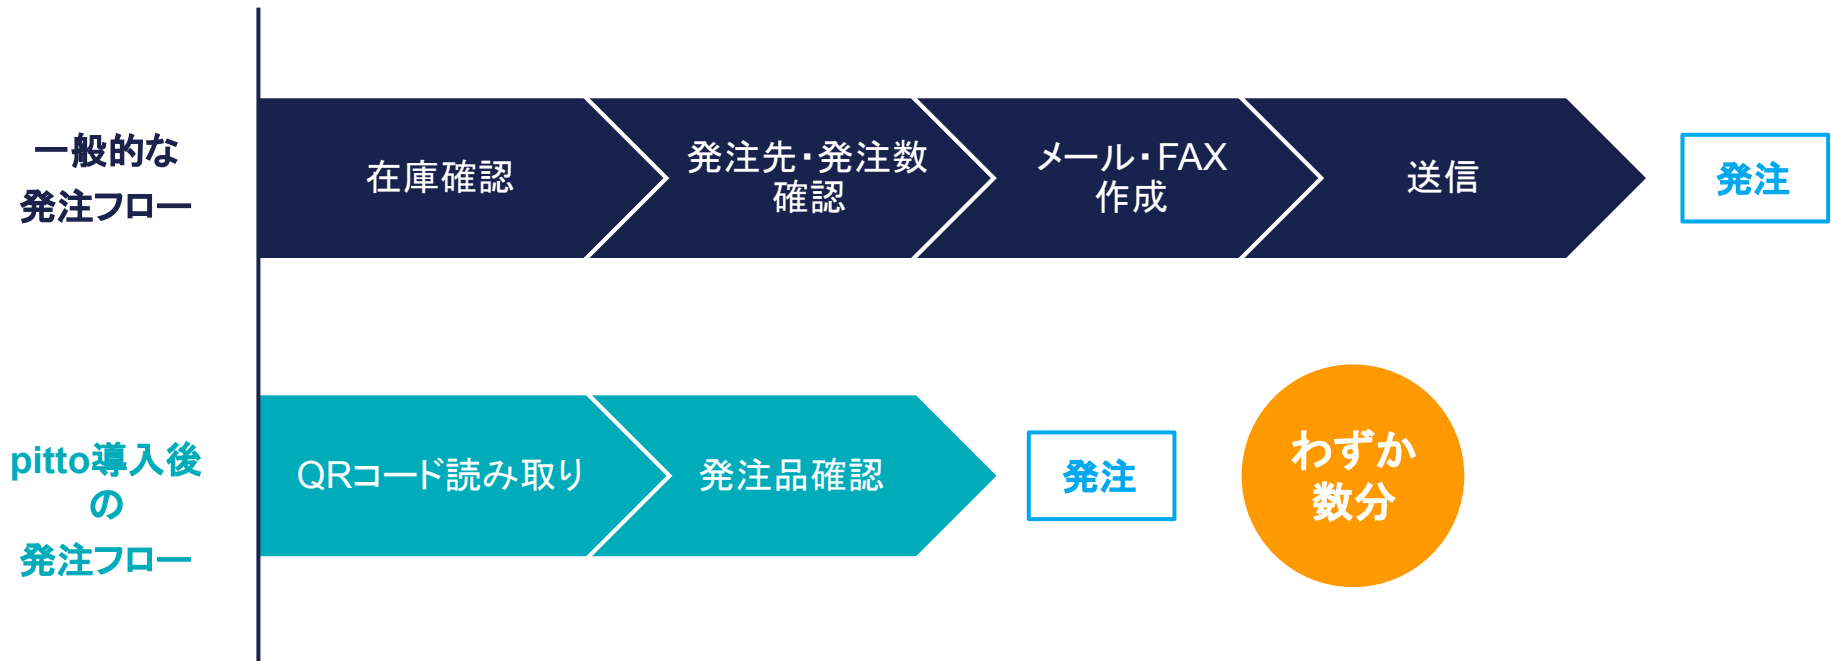 一般的な
発注フロー
在庫確認
発注先・発注数
確認
メール・FAX
作成
送信
発注
pitto導入後
の
発注フロー
QRコード読み取り
発注品確認
発注
わずか
数分